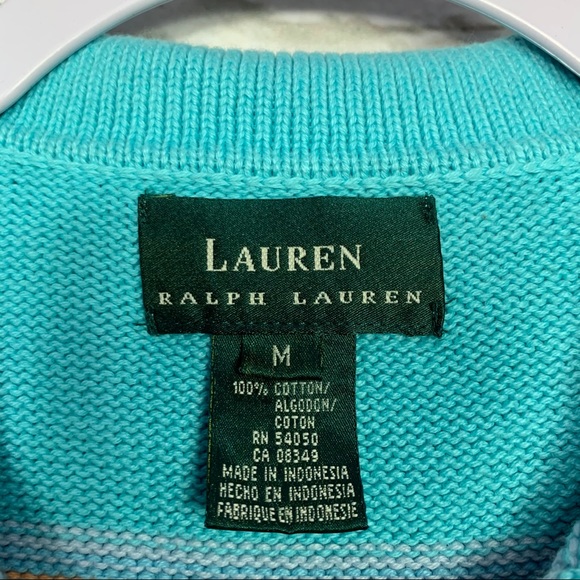 LAUREN
RALPH LAUREN
M
100% COTTON/
ALGODON/
COTON
RN 54050
CA 08349
MADE IN INDONESIA
HECHO EN INDONESIA
FABRIQUE EN INDONESIE